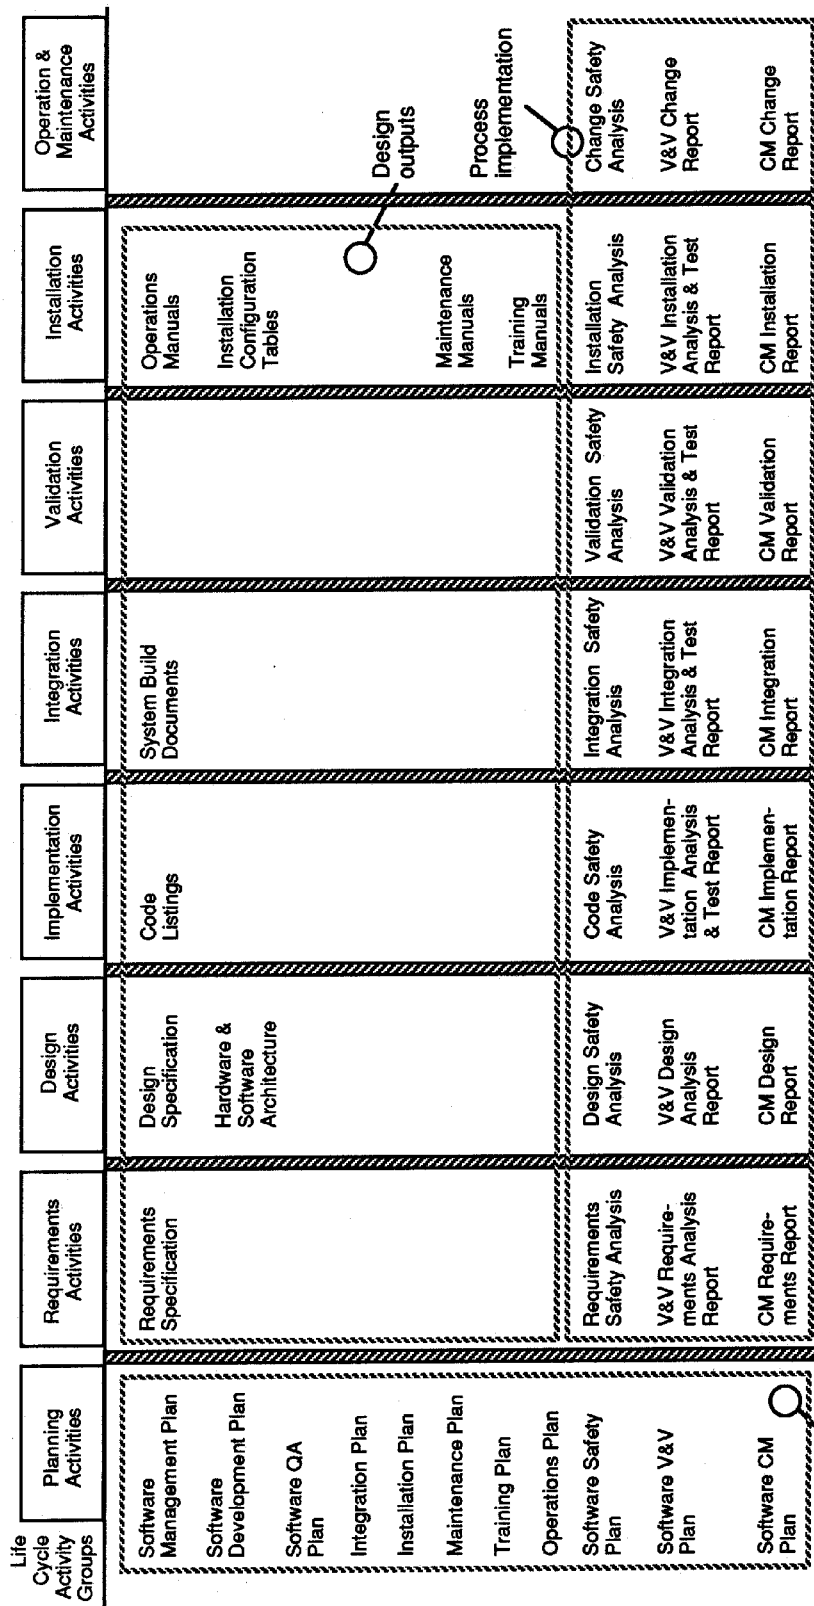 Life
Cycle
Activity
Groups
Planning
Activities
Requirements
Activities
Design
Activities
Implementation
Activities
Integration
Activities
Validation
Activities
Installation
Activities
Operation &
Maintenance
Activities
Software
Management Plan
Software
Development Plan
Software QA
Plan
Integration Plan
Installation Plan
Maintenance Plan
Training Plan
Operations Plan
Software Safety
Plan
Software V&V
Plan
Software CM
Plan
Requirements
Specification
Requirements
Safety Analysis
V&V Require-
ments Analysis
Report
CM Require-
ments Report
Design
Specification
Hardware &
Software
Architecture
Design Safety
Analysis
V&V Design
Analysis
Report
CM Design
Report
Code
Listings
Code Safety
Analysis
V&V Implemen-
tation Analysis
& Test Report
CM Implemen-
tation Report
System Build
Documents
Integration Safety
Analysis
V&V Integration
Analysis & Test
Report
CM Integration
Report
Validation Safety
Analysis
V&V Validation
Analysis & Test
Report
CM Validation
Report
Operations
Manuals
Installation
Configuration
Tables
Maintenance
Manuals
Training
Manuals
Installation
Safety Analysis
V&V Installation
Analysis & Test
Report
CM Installation
Report
Design
outputs
Process
implementation
Change Safety
Analysis
V&V Change
Report
CM Change
Report